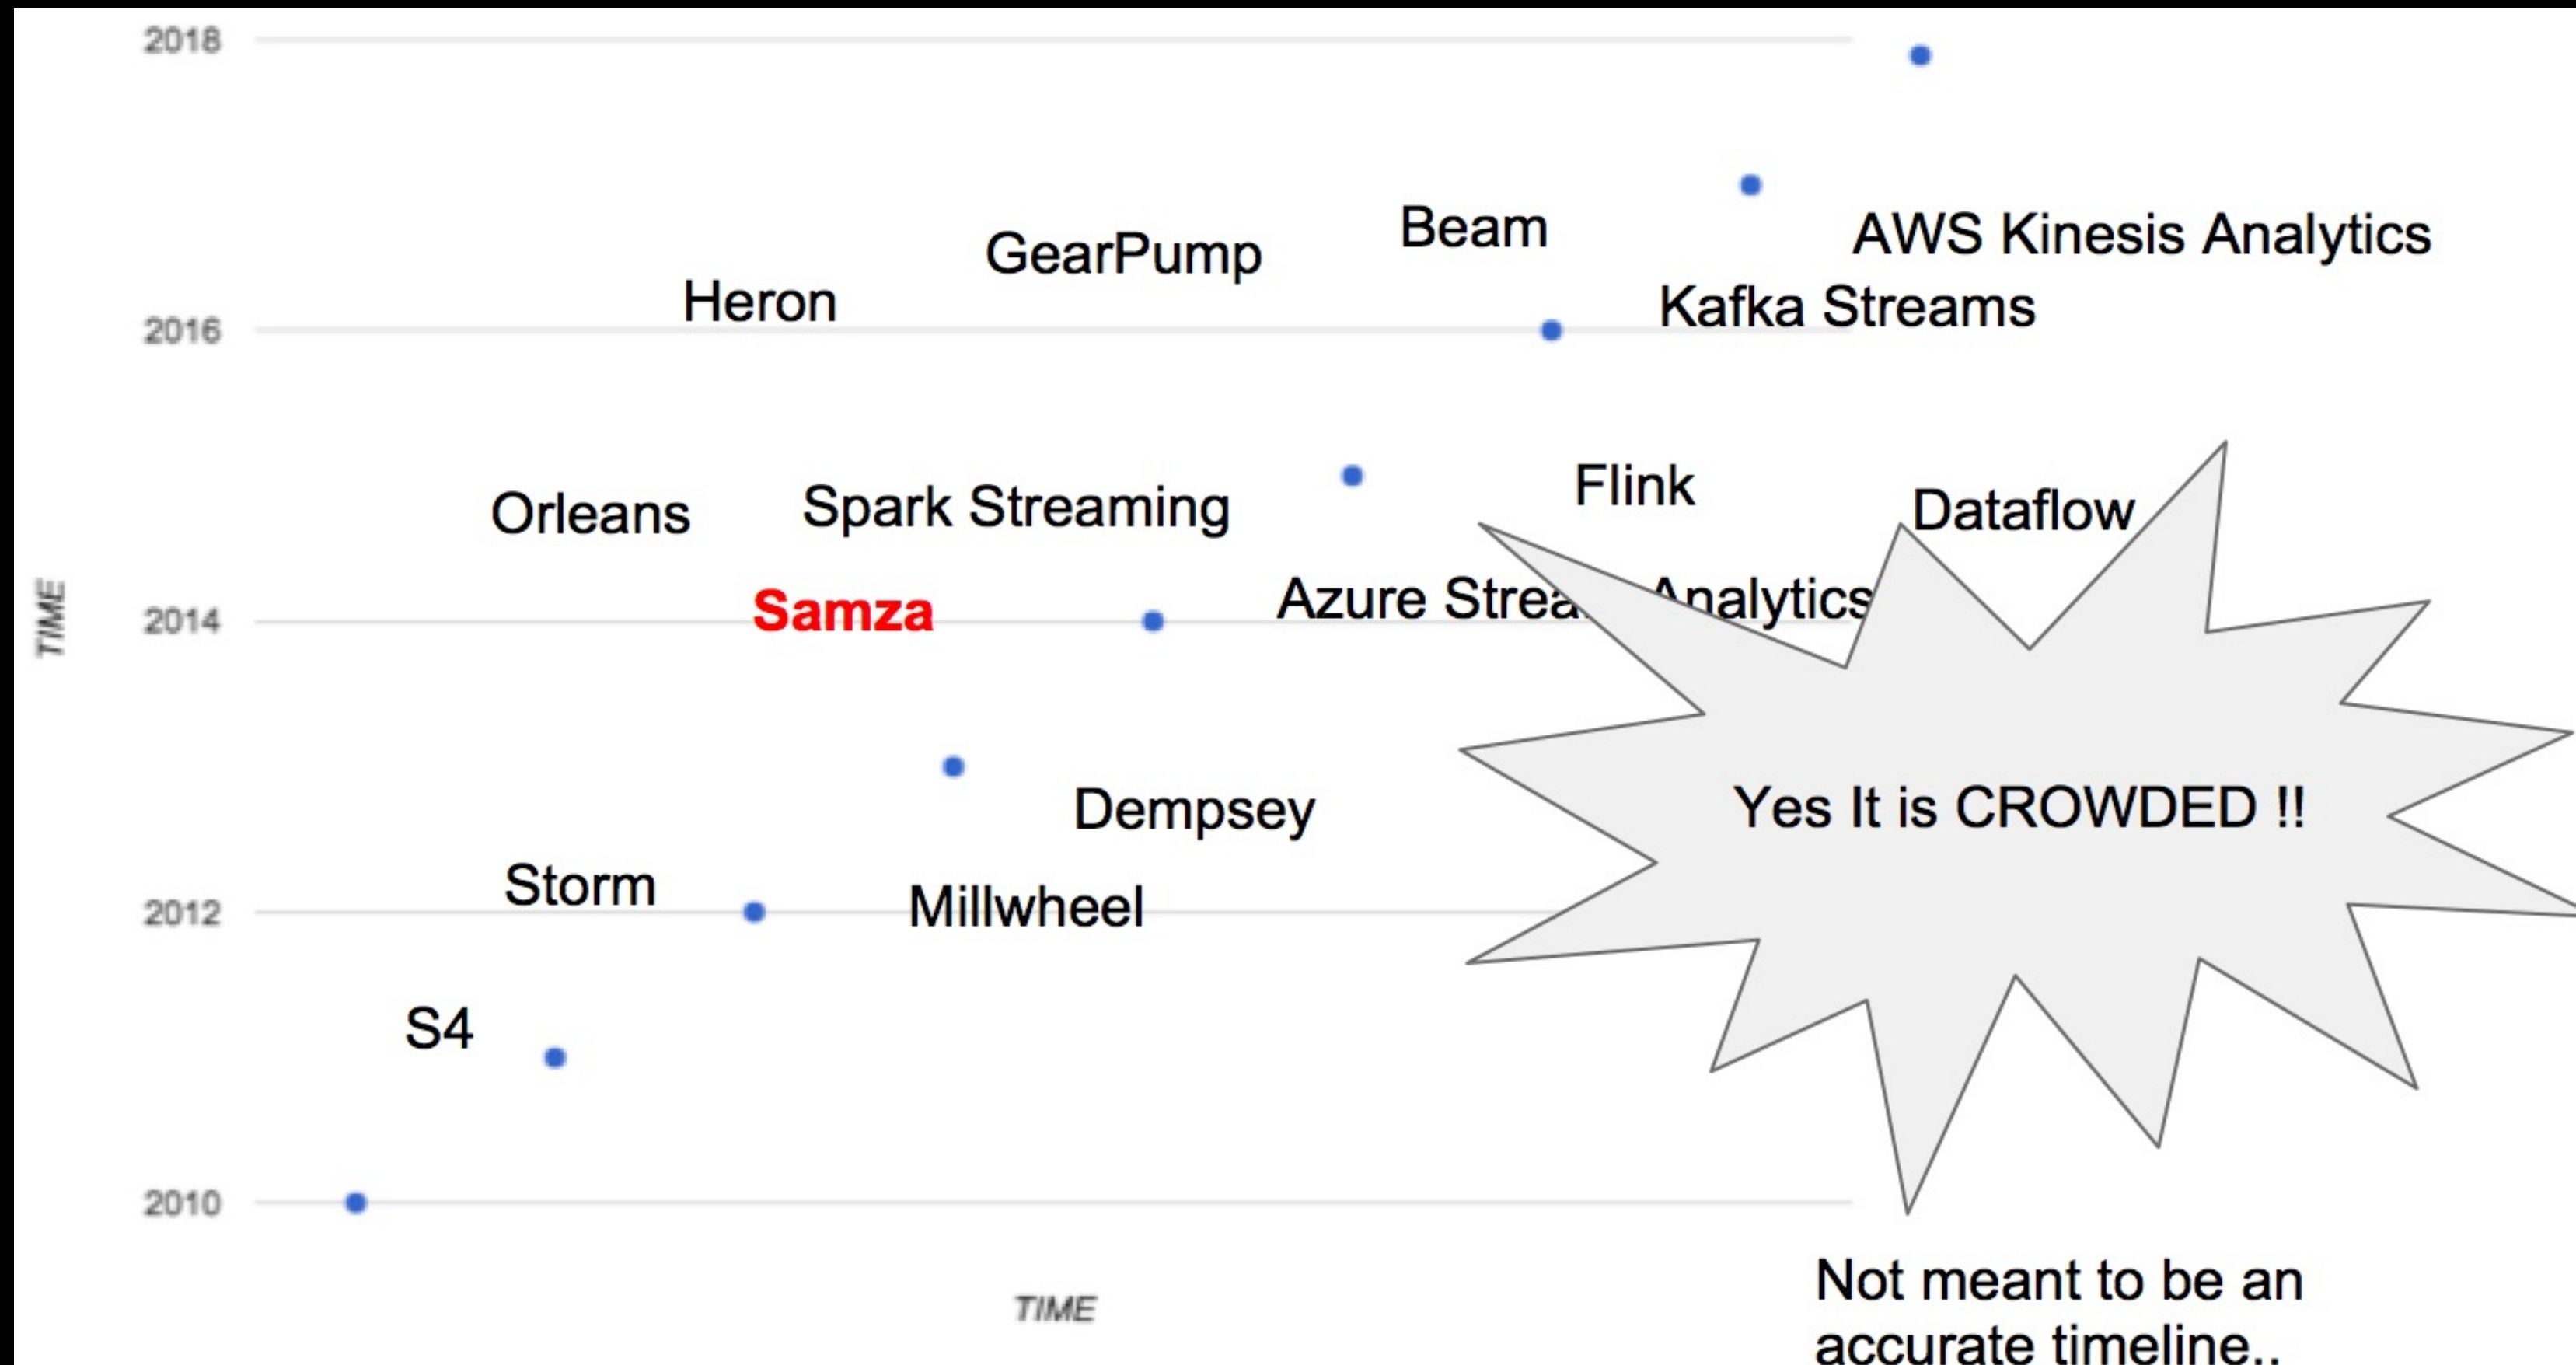 2018
Beam
AWS Kinesis Analytics
GearPump
Heron
Kafka Streams
2016
Flink
Orleans
Spark Streaming
Dataflow
Azure Strea Analytics
Samza
TIME
2014
Yes It is CROWDED !!
Dempsey
Storm
Millwheel
2012
S4
2010
TIME
Not meant to be an
accurate timeline..